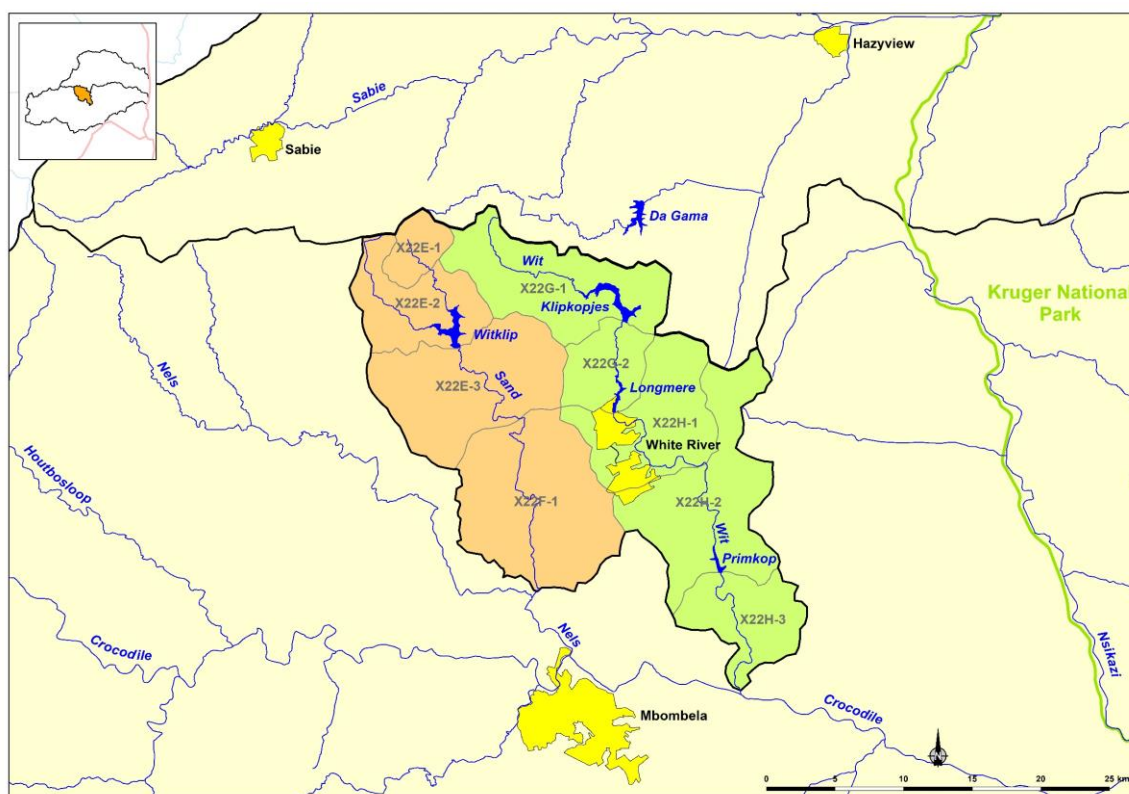 Hazyview
Sabie
Sabie
Da Gama
X22E-1
Wit
X22G-1
Klipkopjes
X22E-2
Kruger National
Park
Witklip
X22G-2
Nels
X22E-3
Sand
Longmere
X22H-1
White River
Houtbosloop
X22F-1
X22H-2
Wit
Primkop
X22H-3
Nels
Nsikazi
Crocodile
Crocodile
Mbombela
0 5 10 15 20 25 km